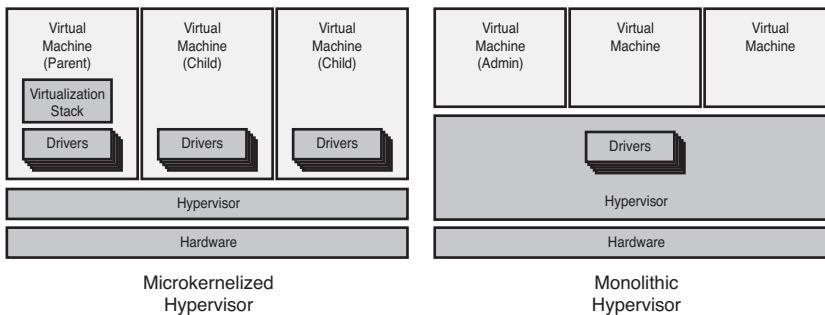 Virtual
Machine
(Parent)
Virtualization
Stack
Drivers
Virtual
Machine
(Child)
Drivers
Virtual
Machine
(Child)
Drivers
Hypervisor
Hardware
Microkernelized
Hypervisor
Virtual
Machine
(Admin)
Virtual
Machine
Virtual
Machine
Drivers
Hypervisor
Hardware
Monolithic
Hypervisor